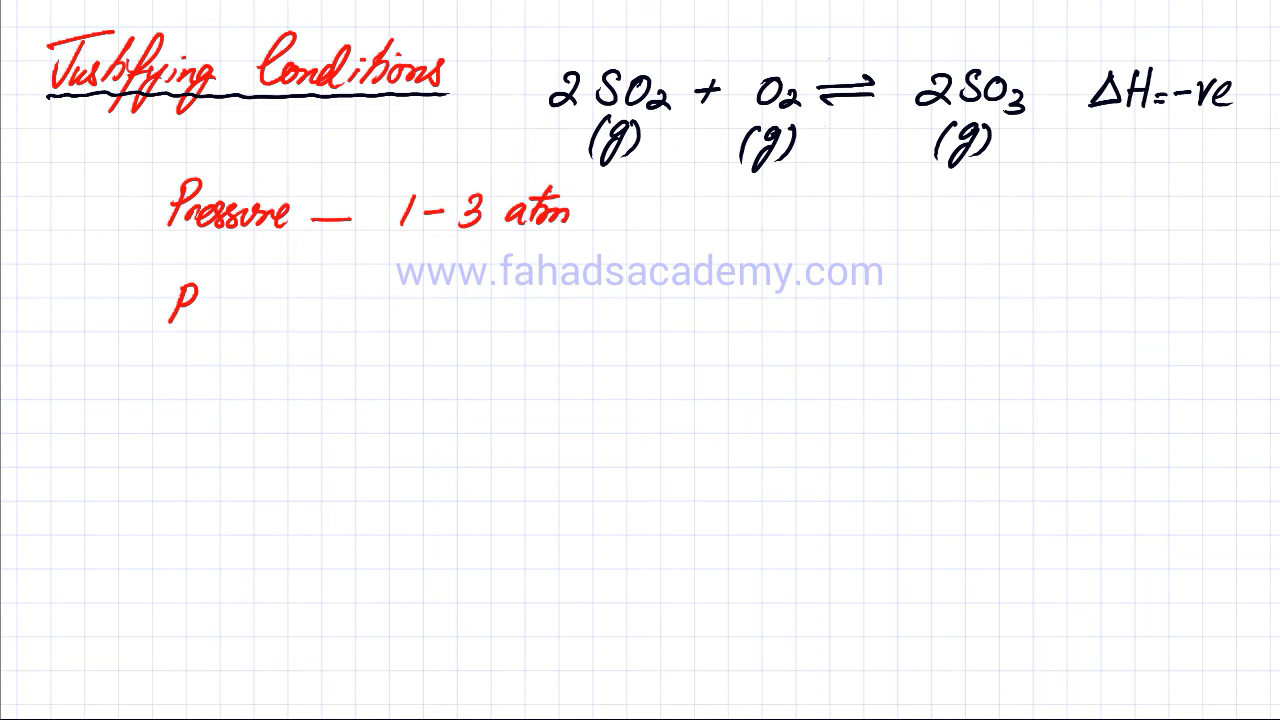 Justifying Conditions
2SO₂ + O₂ ⇌ 2SO₃ ΔH=-ve
(g) (g) (g)
Pressure — 1-3 atm
www.fahadsacademy.com
P